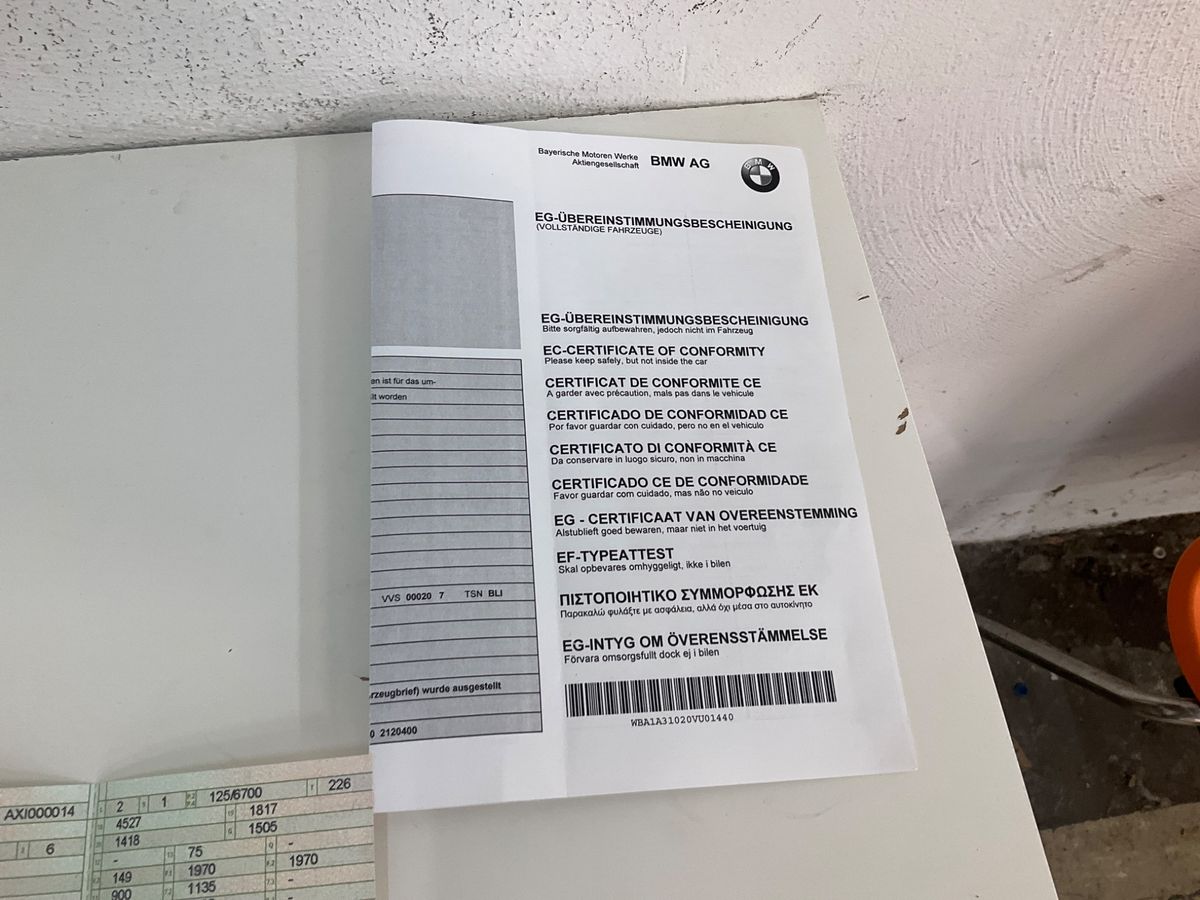 Bayerische Motoren Werke
Aktiengesellschaft
BMW AG
BMW
EG-ÜBEREINSTIMMUNGSBESCHEINIGUNG
(VOLLSTÄNDIGE FAHRZEUGE)
EG-ÜBEREINSTIMMUNGSBESCHEINIGUNG
Bitte sorgfältig aufbewahren, jedoch nicht im Fahrzeug
EC-CERTIFICATE OF CONFORMITY
Please keep safely, but not inside the car
CERTIFICAT DE CONFORMITE CE
A garder avec précaution, mais pas dans le vehicule
CERTIFICADO DE CONFORMIDAD CE
Por favor guardar con cuidado, pero no en el vehiculo
CERTIFICATO DI CONFORMITÀ CE
Da conservare in luogo sicuro, non in macchina
CERTIFICADO CE DE CONFORMIDADE
Favor guardar com cuidado, mas não no veiculo
EG - CERTIFICAAT VAN OVEREENSTEMMING
Alstublieft goed bewaren, maar niet in het voertuig
EF-TYPEATTEST
Skal opbevares omhyggeligt, ikke i bilen
ΠΙΣΤΟΠΟΙΗΤΙΚΟ ΣΥΜΜΟΡΦΩΣΗΣ ΕΚ
Παρακαλώ φυλάξτε με ασφάλεια, αλλά όχι μέσα στο αυτοκίνητο
EG-INTYG OM ÖVERENSSTÄMMELSE
Förvara omsorgsfullt dock ej i bilen
WBA1A31020VU01440
en ist für das um-
llt worden
VVS 00020 7 TSN BLI
rzeugbrief) wurde ausgestellt
0 2120400
AXI000014
6
2 1 125/6700 226
4527 1817
1418 1505
- 75 -
149 1970 1970
900 1135 -